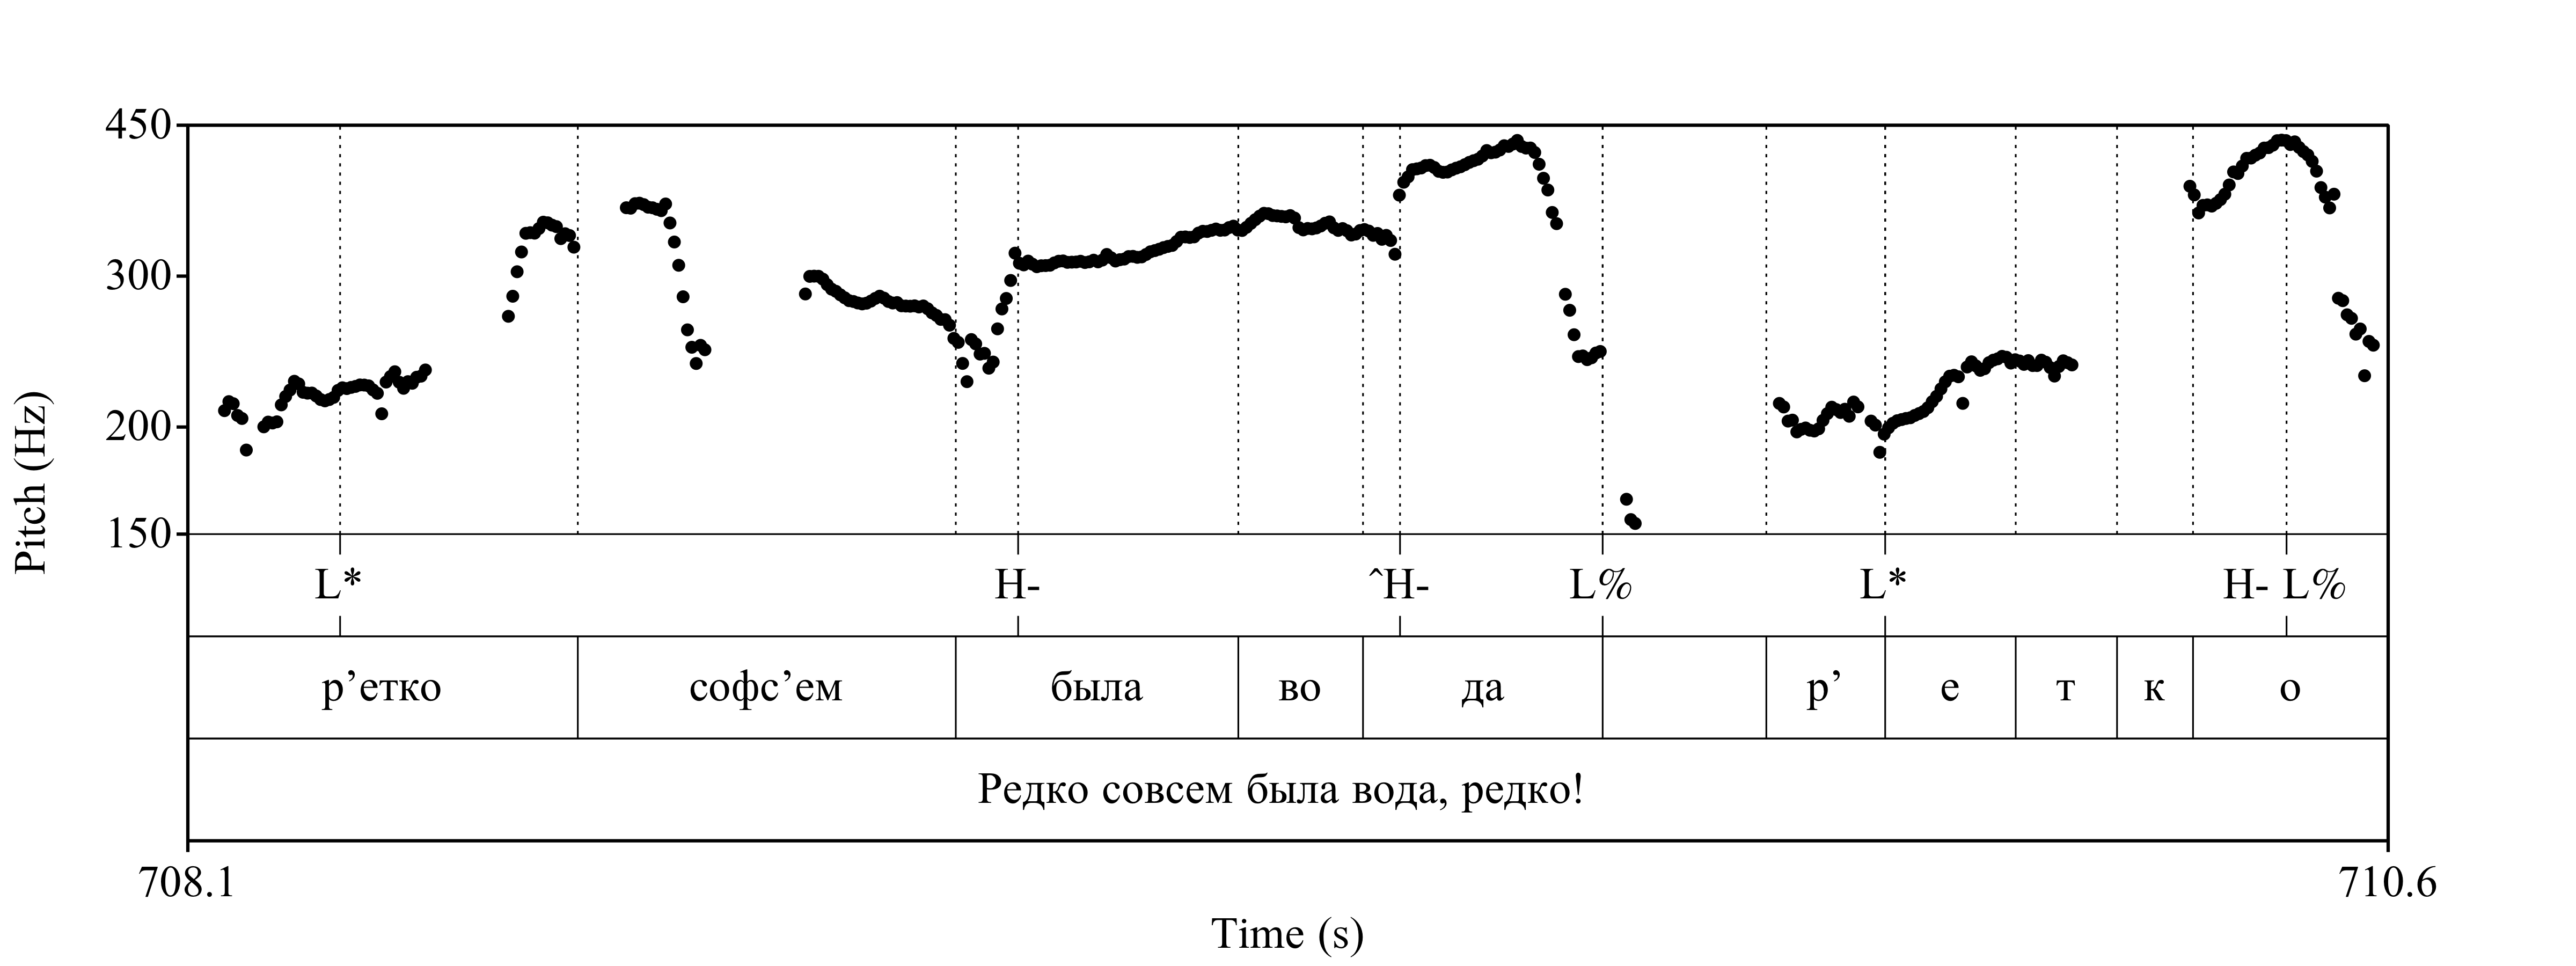 450
300
200
150
Pitch (Hz)
L* H- ˆH- L% L* H- L%
р’етко софс’ем была во да р’ е т к о
Редко совсем была вода, редко!
708.1 710.6
Time (s)